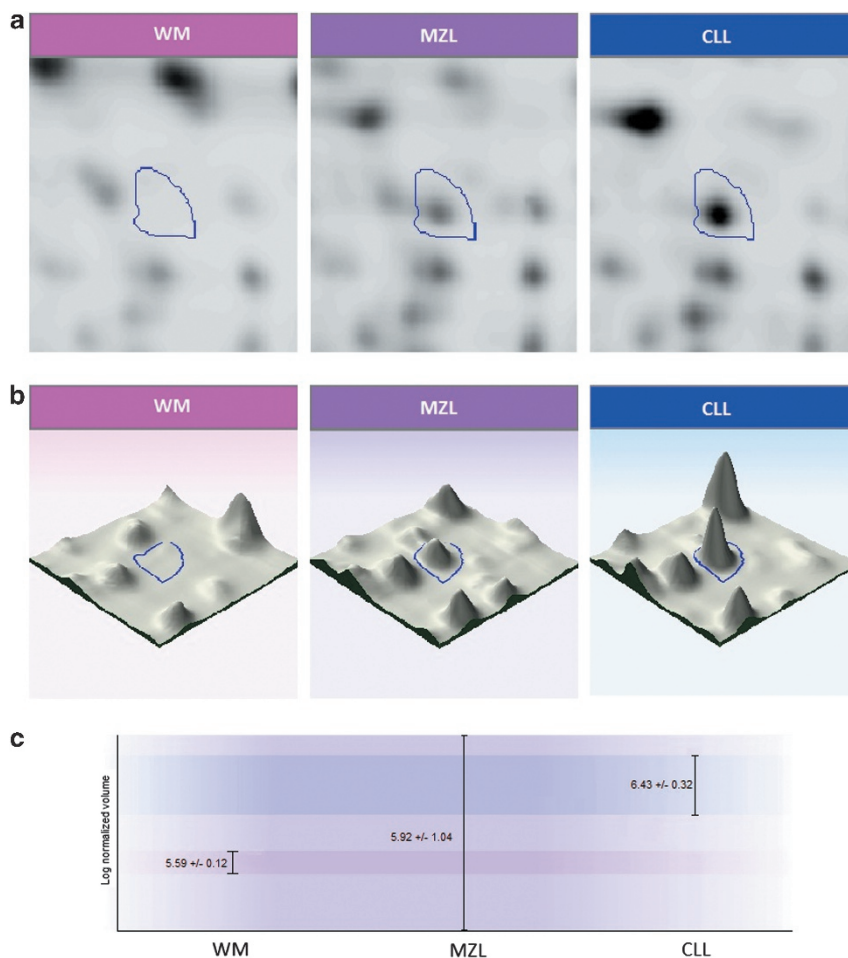 a
WM MZL CLL
b
WM MZL CLL
c
Log normalized volume
6.43 +/- 0.32
5.92 +/- 1.04
5.59 +/- 0.12
WM MZL CLL